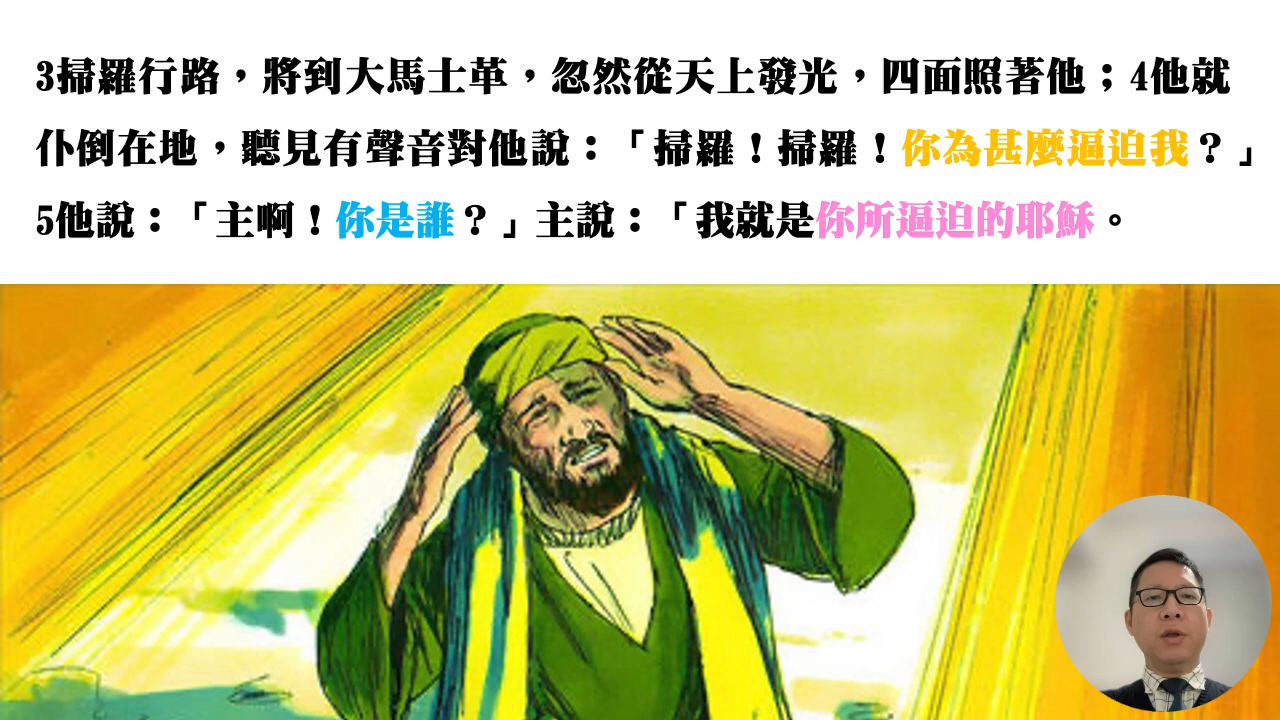 3掃羅行路，將到大馬士革，忽然從天上發光，四面照著他；4他就
仆倒在地，聽見有聲音對他說：「掃羅！掃羅！你為甚麼逼迫我？」
5他說：「主啊！你是誰？」主說：「我就是你所逼迫的耶穌。